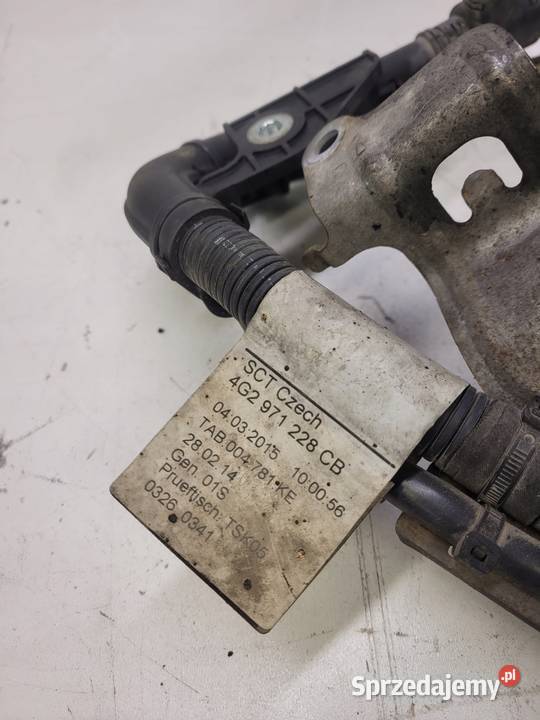 SCT Czech
4G2 971 228 CB
04.03.2015 10:00:56
TAB.004.781.KE
28.02.14
Gen. 01S
Prueftisch: TSK05
0326 0341
Sprzedajemy.pl